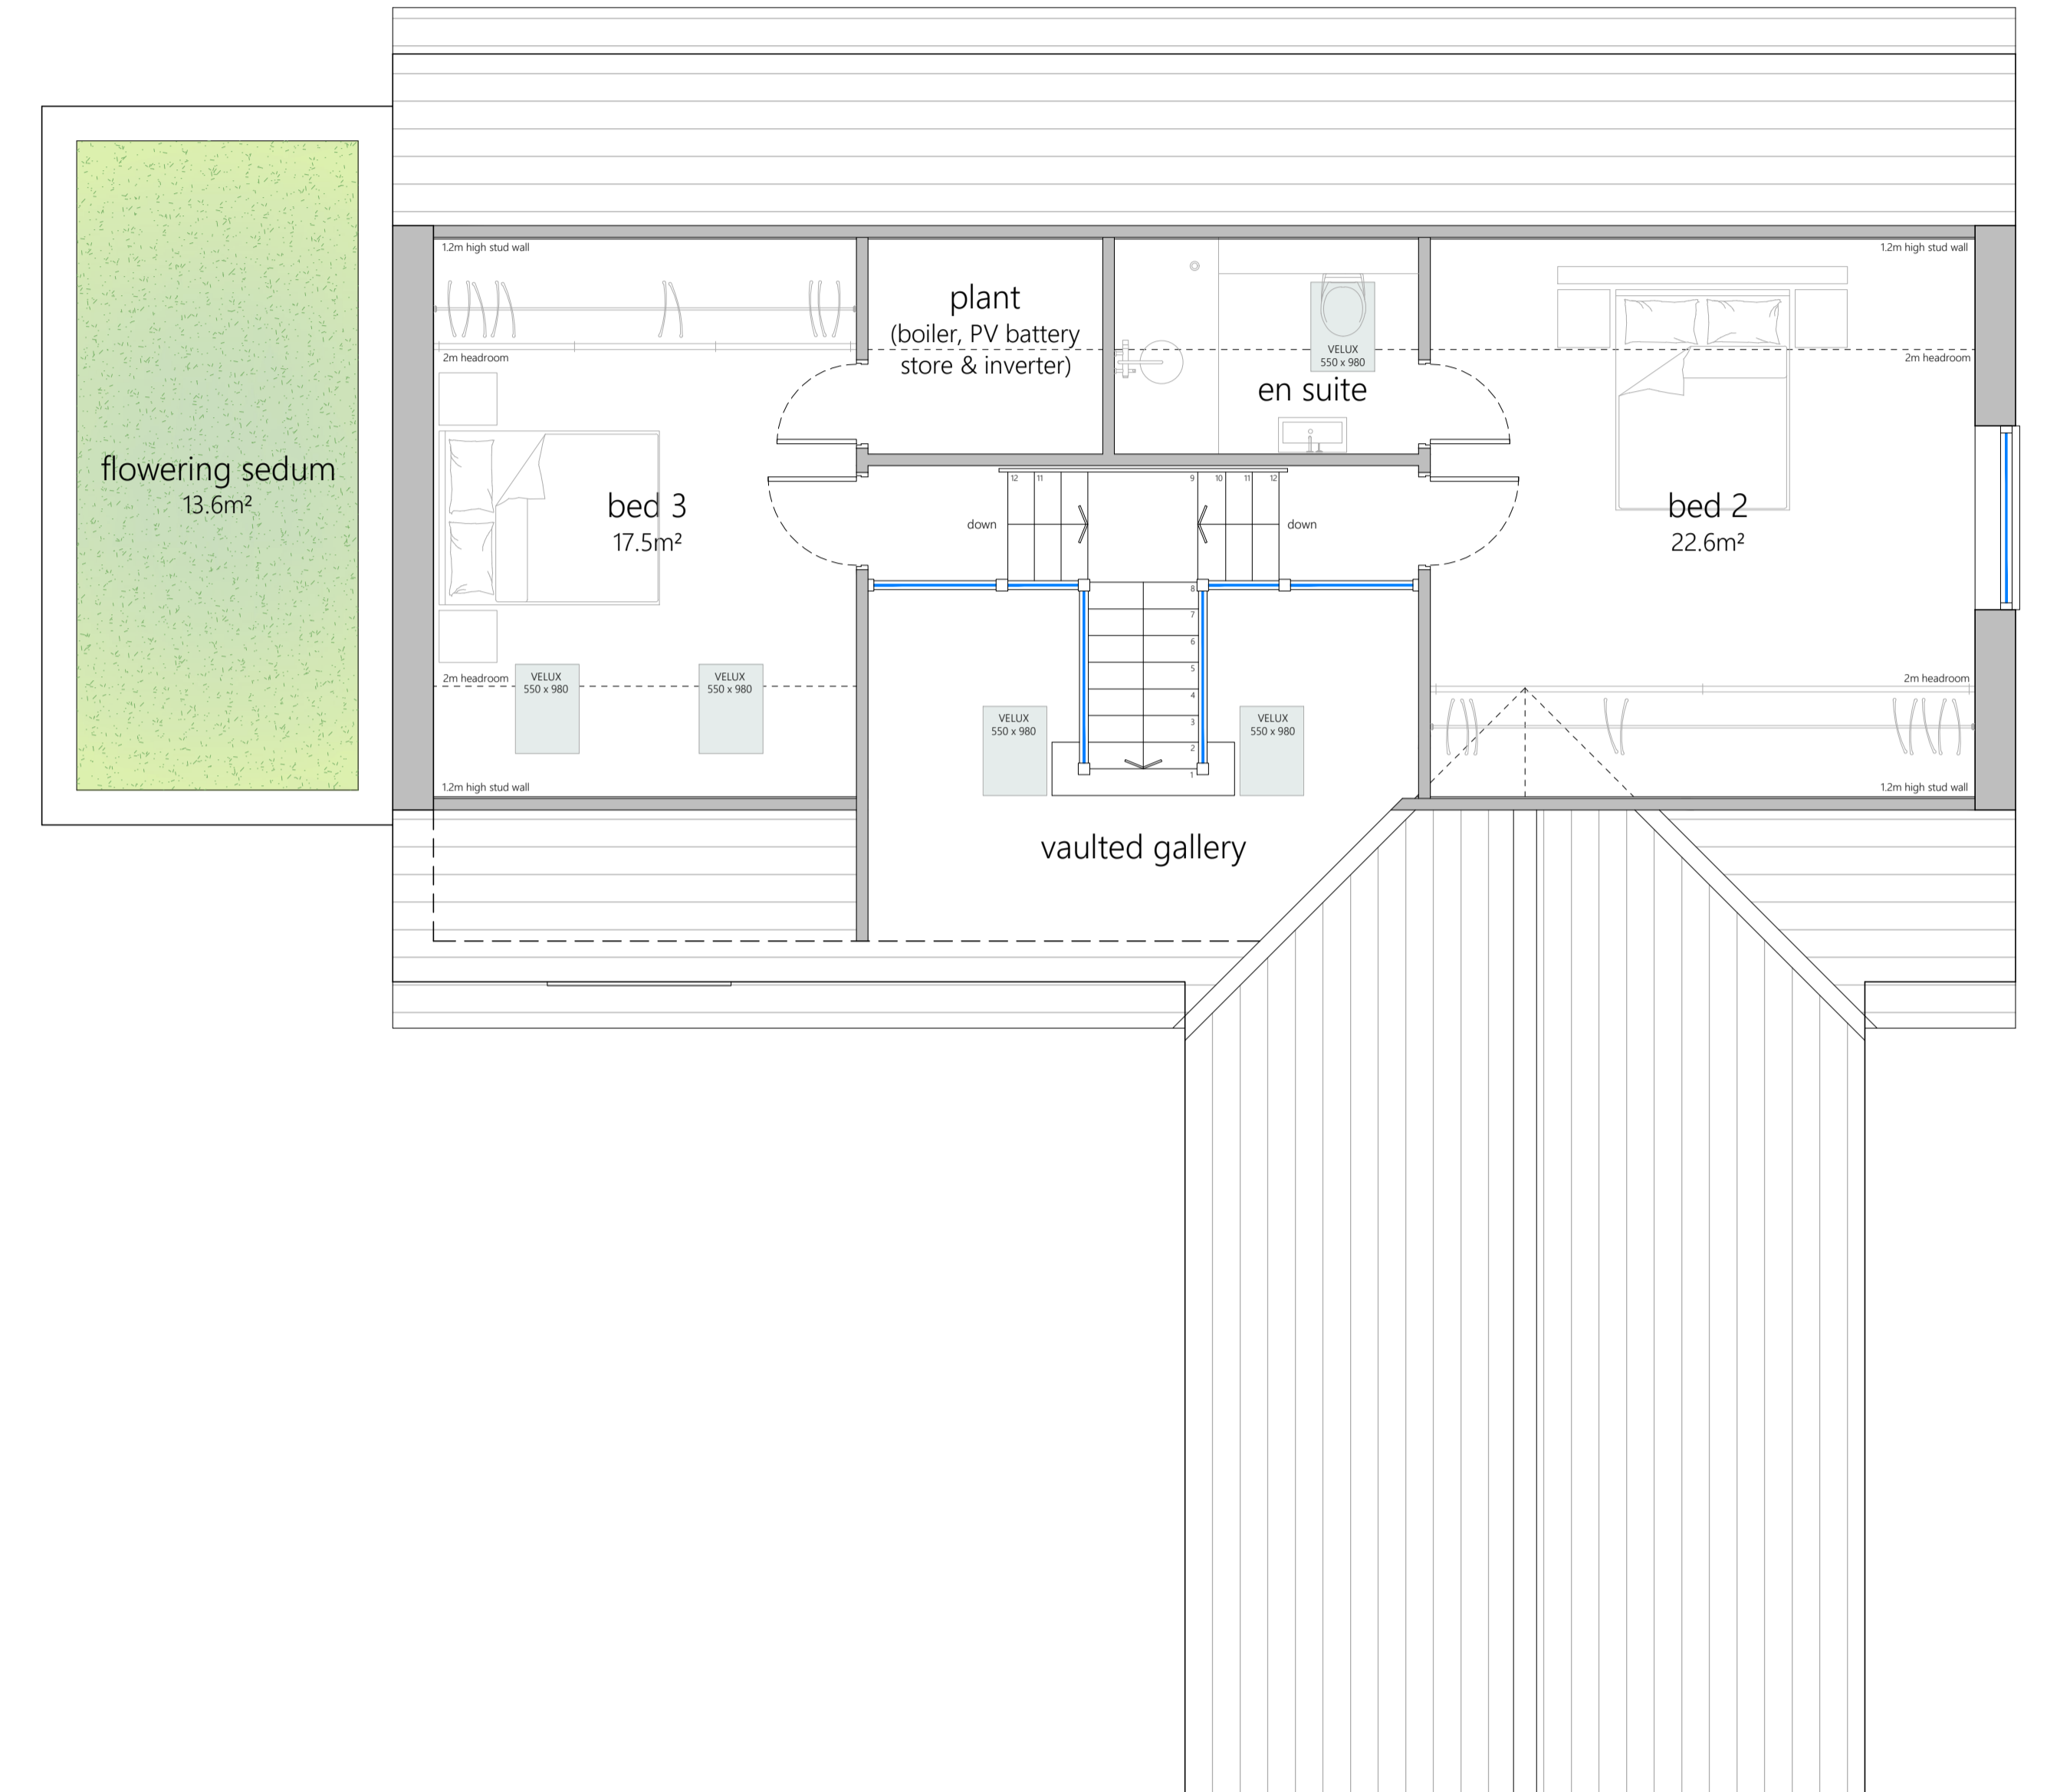 1.2m high stud wall
1.2m high stud wall
plant
(boiler, PV battery
store & inverter)
VELUX
550 x 980
2m headroom
2m headroom
en suite
flowering sedum
13.6m²
bed 3
17.5m²
12
11
9
10
11
12
down
down
bed 2
22.6m²
8
7
6
5
4
3
2
1
2m headroom
VELUX
550 x 980
VELUX
550 x 980
2m headroom
VELUX
550 x 980
VELUX
550 x 980
1.2m high stud wall
1.2m high stud wall
vaulted gallery